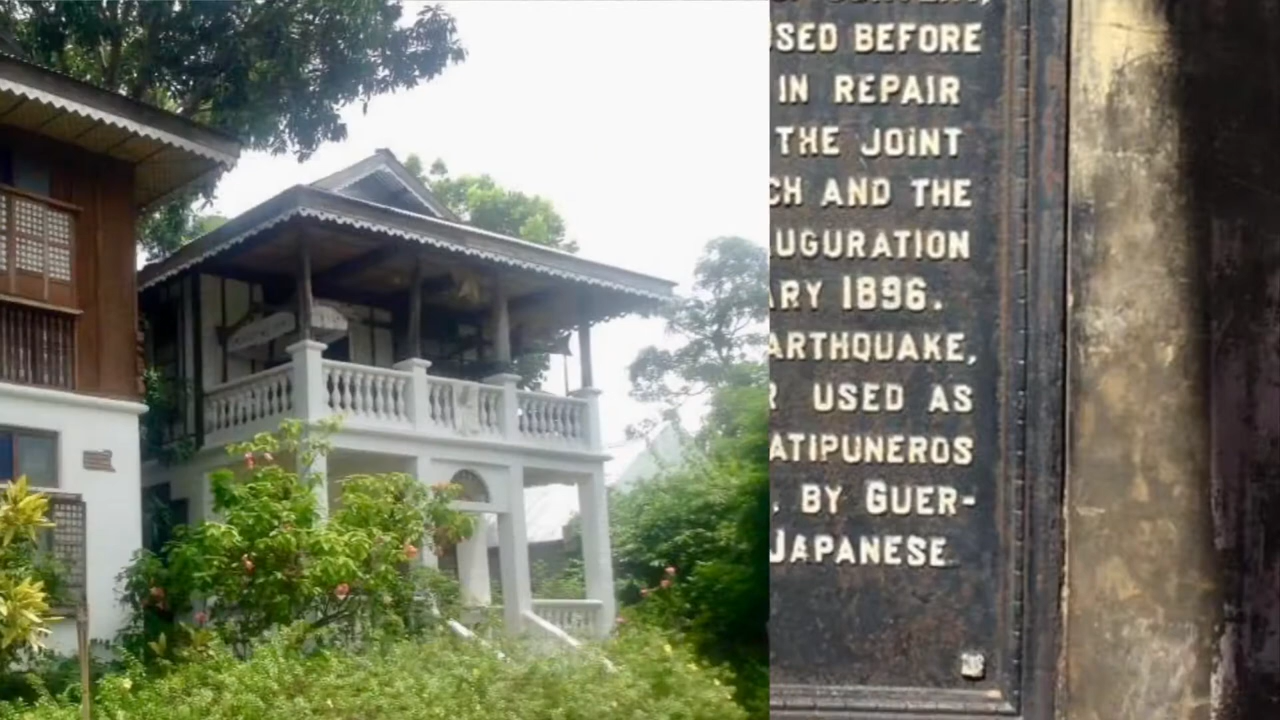 USED BEFORE
IN REPAIR
THE JOINT
CH AND THE
UGURATION
ARY 1896.
ARTHQUAKE,
R USED AS
ATIPUNEROS
. BY GUER-
JAPANESE